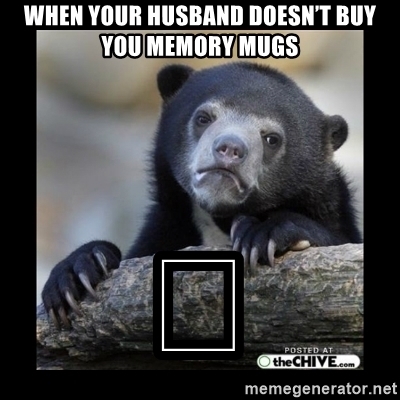 WHEN YOUR HUSBAND DOESN'T BUY
YOU MEMORY MUGS
POSTED AT
theCHIVE.com
memegenerator.net